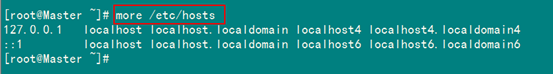 [root@Master ~]# more /etc/hosts
127.0.0.1   localhost localhost.localdomain localhost4 localhost4.localdomain4
::1         localhost localhost.localdomain localhost6 localhost6.localdomain6
[root@Master ~]#